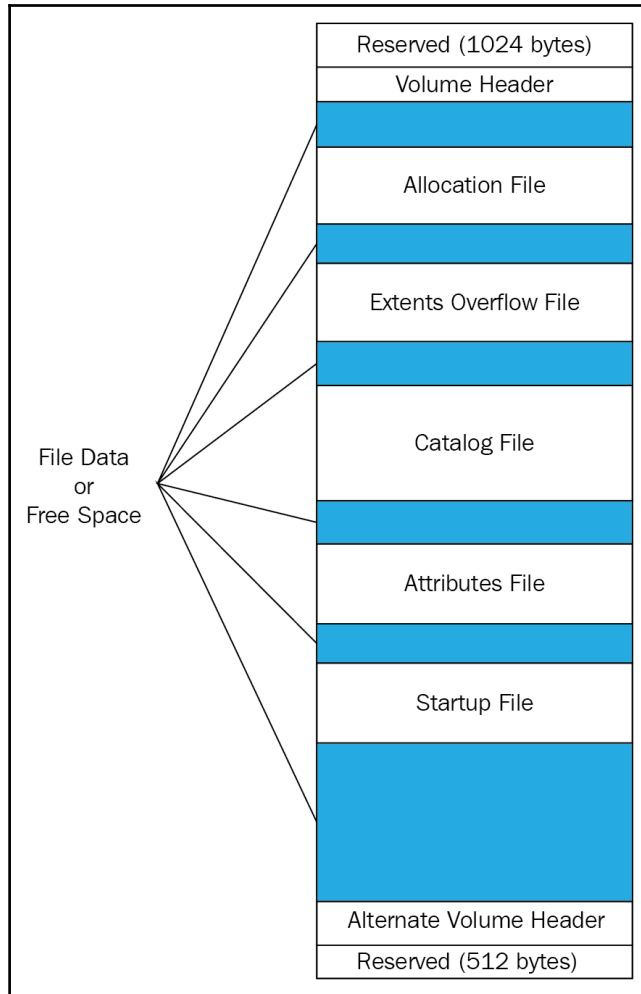 Reserved (1024 bytes)
Volume Header
Allocation File
Extents Overflow File
Catalog File
File Data
or
Free Space
Attributes File
Startup File
Alternate Volume Header
Reserved (512 bytes)